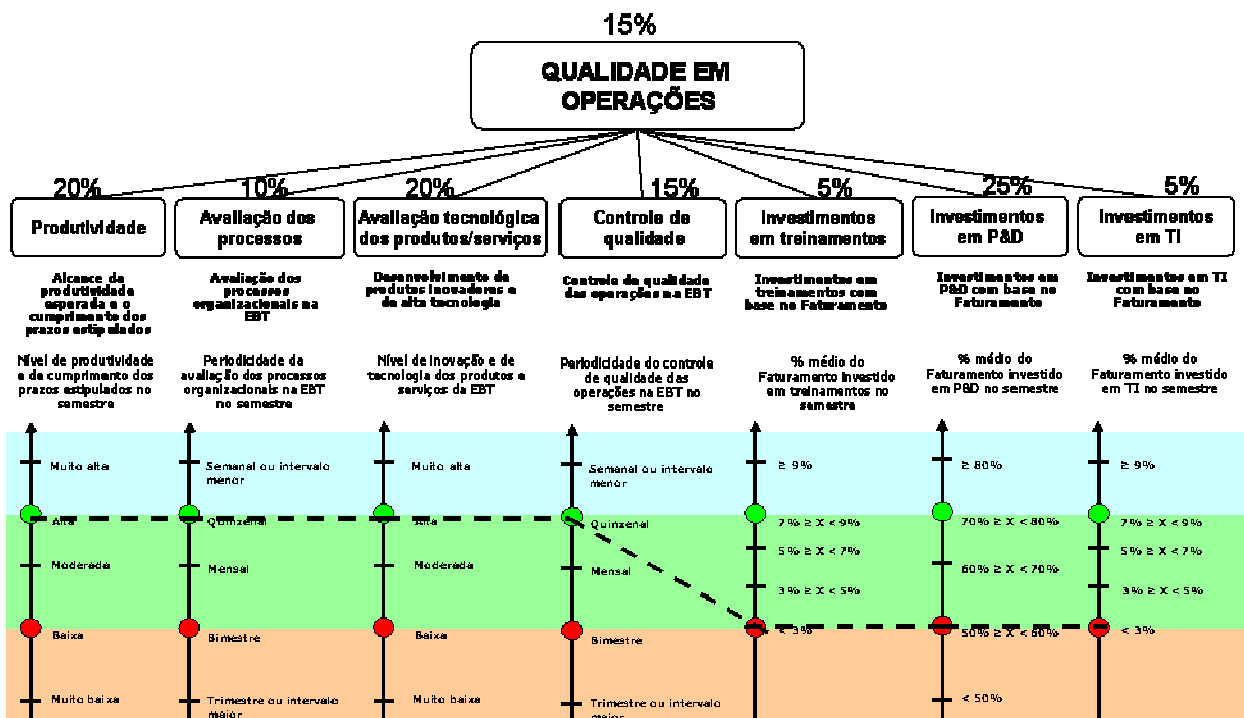 15%
QUALIDADE EM
OPERAÇÕES
20%
10%
20%
15%
5%
25%
5%
Produtividade
Avaliação dos
processos
Avaliação tecnológica
dos produtos/serviços
Controle de
qualidade
Investimentos
em treinamentos
Investimentos
em P&D
Investimentos
em TI
Alcance da
produtividade
esperada e o
cumprimento dos
prazos estipulados
Avaliação dos
processos
organizacionais na
EBT
Desenvolvimento de
produtos inovadores e
de alta tecnologia
Controle de qualidade
das operações na EBT
Investimentos em
treinamentos com
base no Faturamento
Investimentos em
P&D com base no
Faturamento
Investimentos em TI
com base no
Faturamento
Nível de produtividade
e de cumprimento dos
prazos estipulados no
semestre
Periodicidade da
avaliação dos processos
organizacionais na EBT
no semestre
Nível de inovação e de
tecnologia dos produtos e
serviços da EBT
Periodicidade do controle
de qualidade das
operações na EBT no
semestre
% médio do
Faturamento investido
em treinamentos no
semestre
% médio do
Faturamento investido
em P&D no semestre
% médio do
Faturamento investido
em TI no semestre
Muito alta
Alta
Moderada
Baixa
Muito baixa
Semanal ou intervalo
menor
Quinzenal
Mensal
Bimestre
Trimestre ou intervalo
maior
Muito alta
Alta
Moderada
Baixa
Muito baixa
Semanal ou intervalo
menor
Quinzenal
Mensal
Bimestre
Trimestre ou intervalo
maior
≥ 9%
7% ≥ X < 9%
5% ≥ X < 7%
3% ≥ X < 5%
< 3%
≥ 80%
70% ≥ X < 80%
60% ≥ X < 70%
50% ≥ X < 60%
< 50%
≥ 9%
7% ≥ X < 9%
5% ≥ X < 7%
3% ≥ X < 5%
< 3%